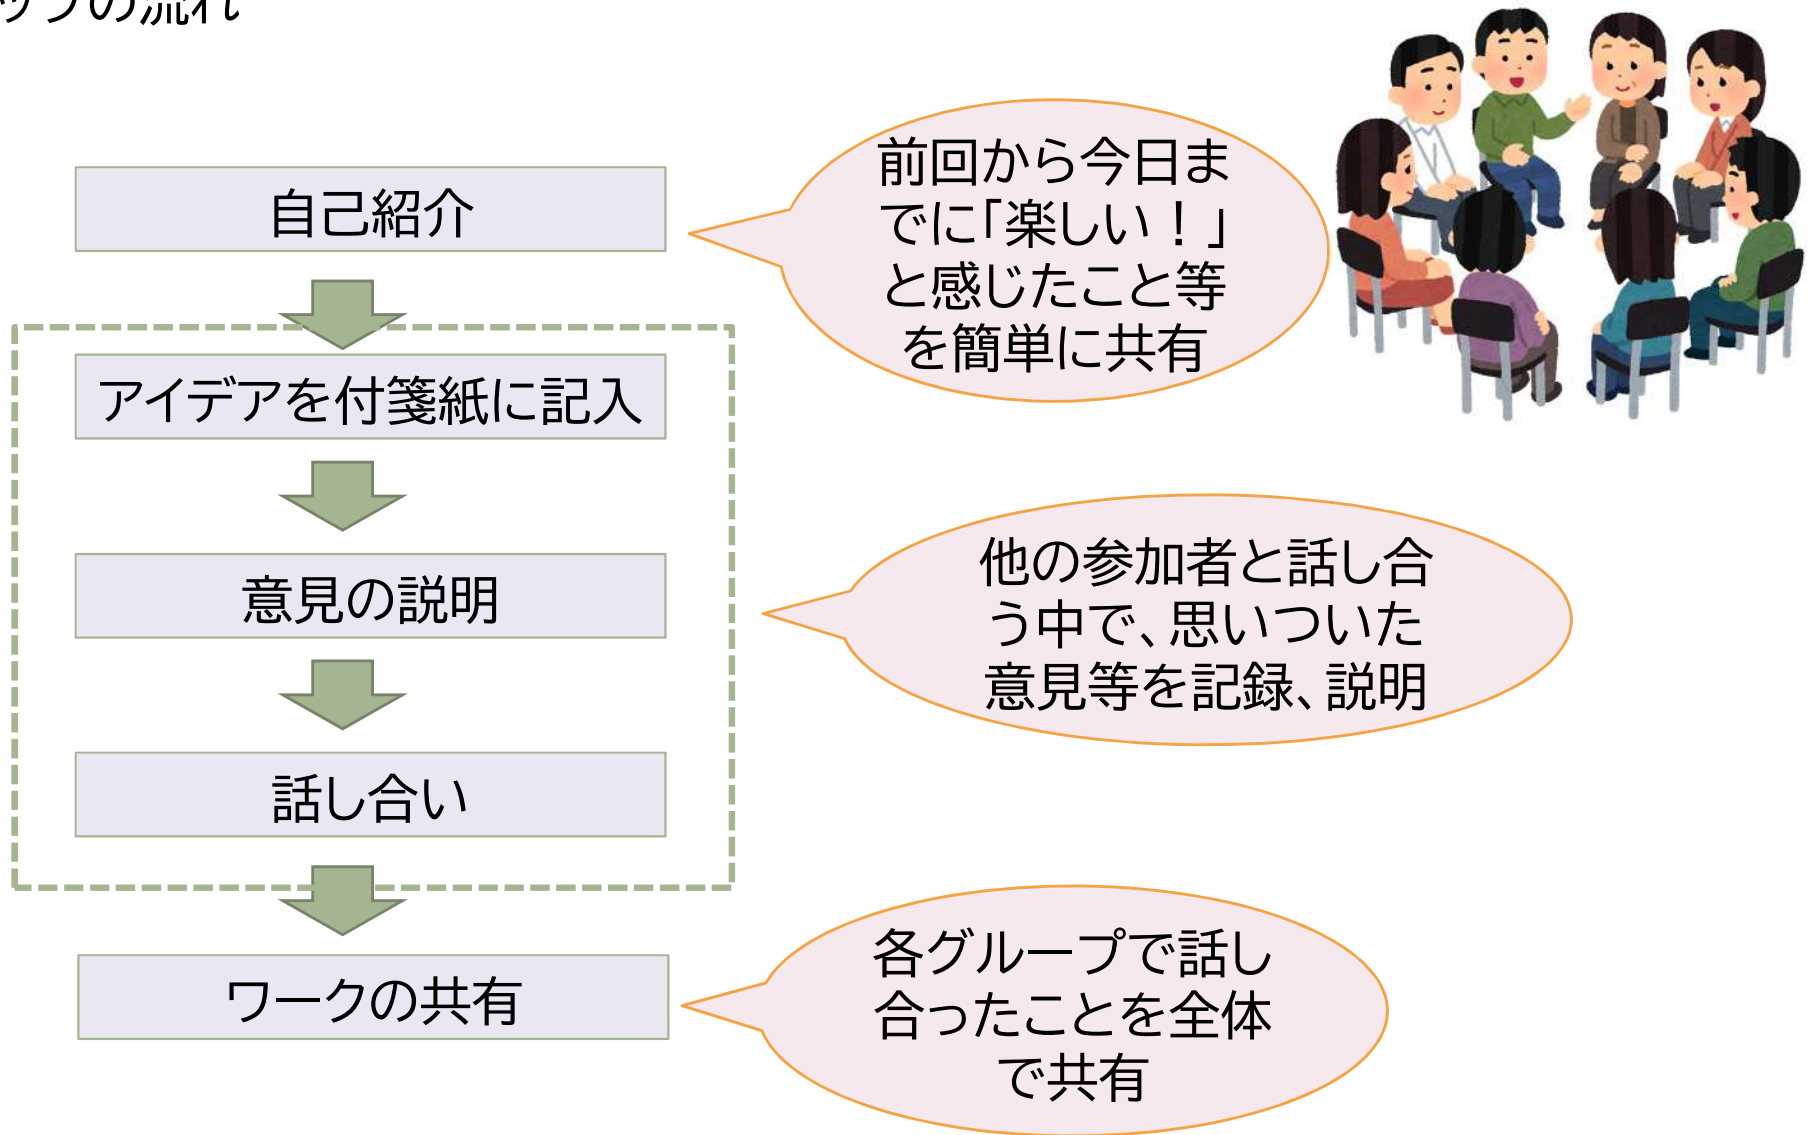 ップの流れ
自己紹介
前回から今日ま
でに「楽しい！」
と感じたこと等
を簡単に共有
アイデアを付箋紙に記入
意見の説明
他の参加者と話し合
う中で、思いついた
意見等を記録、説明
話し合い
ワークの共有
各グループで話し
合ったことを全体
で共有